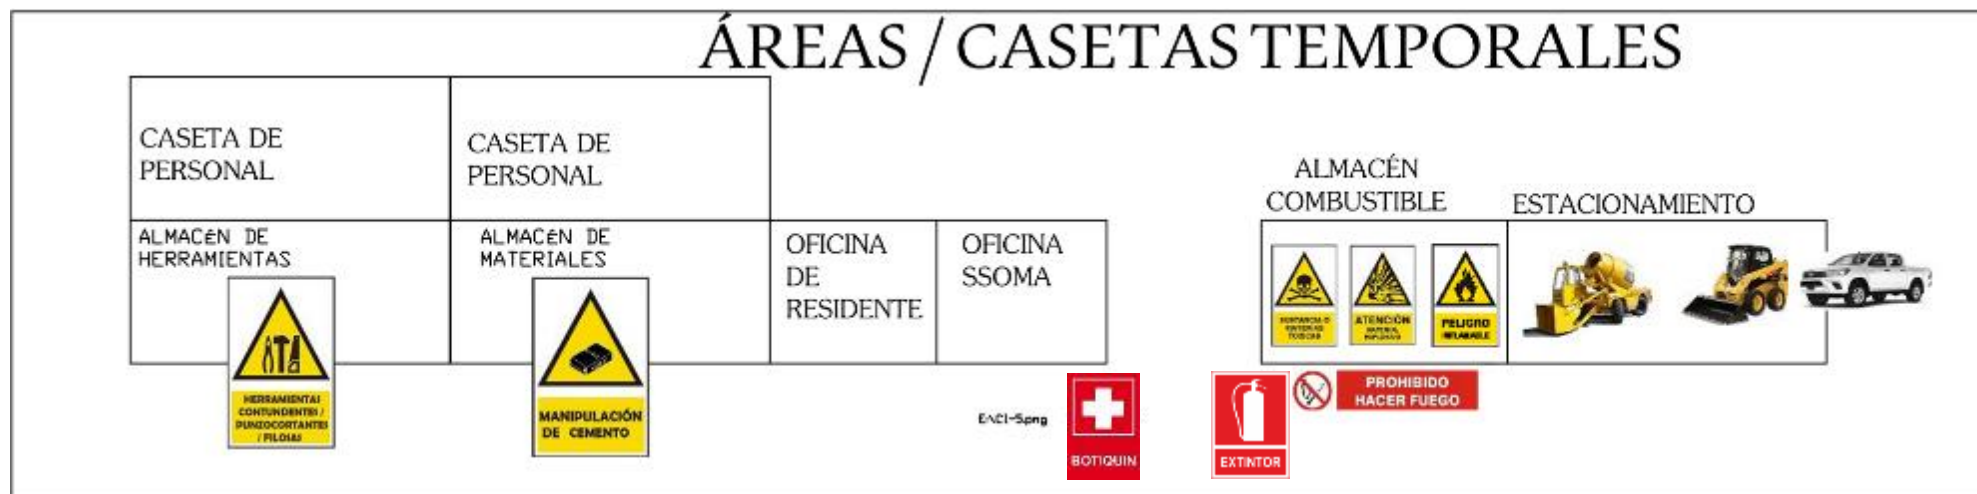 ÁREAS / CASETAS TEMPORALES
CASETA DE
PERSONAL
CASETA DE
PERSONAL
ALMACÉN
COMBUSTIBLE
ESTACIONAMIENTO
ALMACéN DE
HERRAMIENTAS
ALMACéN DE
MATERIALES
OFICINA
DE
RESIDENTE
OFICINA
SSOMA
ATENCIÓN
MATERIAL
EXPLOSIVO
PELIGRO
INFLAMABLE
HERRAMIENTAS
CONTUNDENTES /
PUNZOCORTANTES
/ FILOSAS
MANIPULACIÓN
DE CEMENTO
BOTIQUIN
EXTINTOR
PROHIBIDO
HACER FUEGO